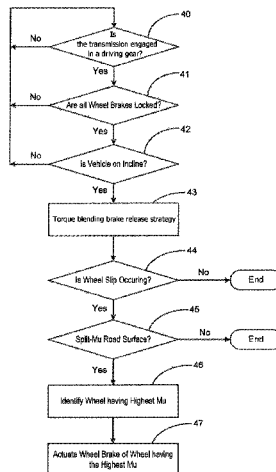 40
Is
the transmission engaged
in a driving gear?
No
Yes
41
Are all Wheel Brakes Locked?
No
Yes
42
Is Vehicle on Incline?
No
Yes
43
Torque blending brake release strategy
44
Is Wheel Slip Occuring?
No
End
Yes
45
Split-Mu Road Surface?
No
End
Yes
46
Identify Wheel having Highest Mu
47
Actuate Wheel Brake of Wheel having
the Highest Mu